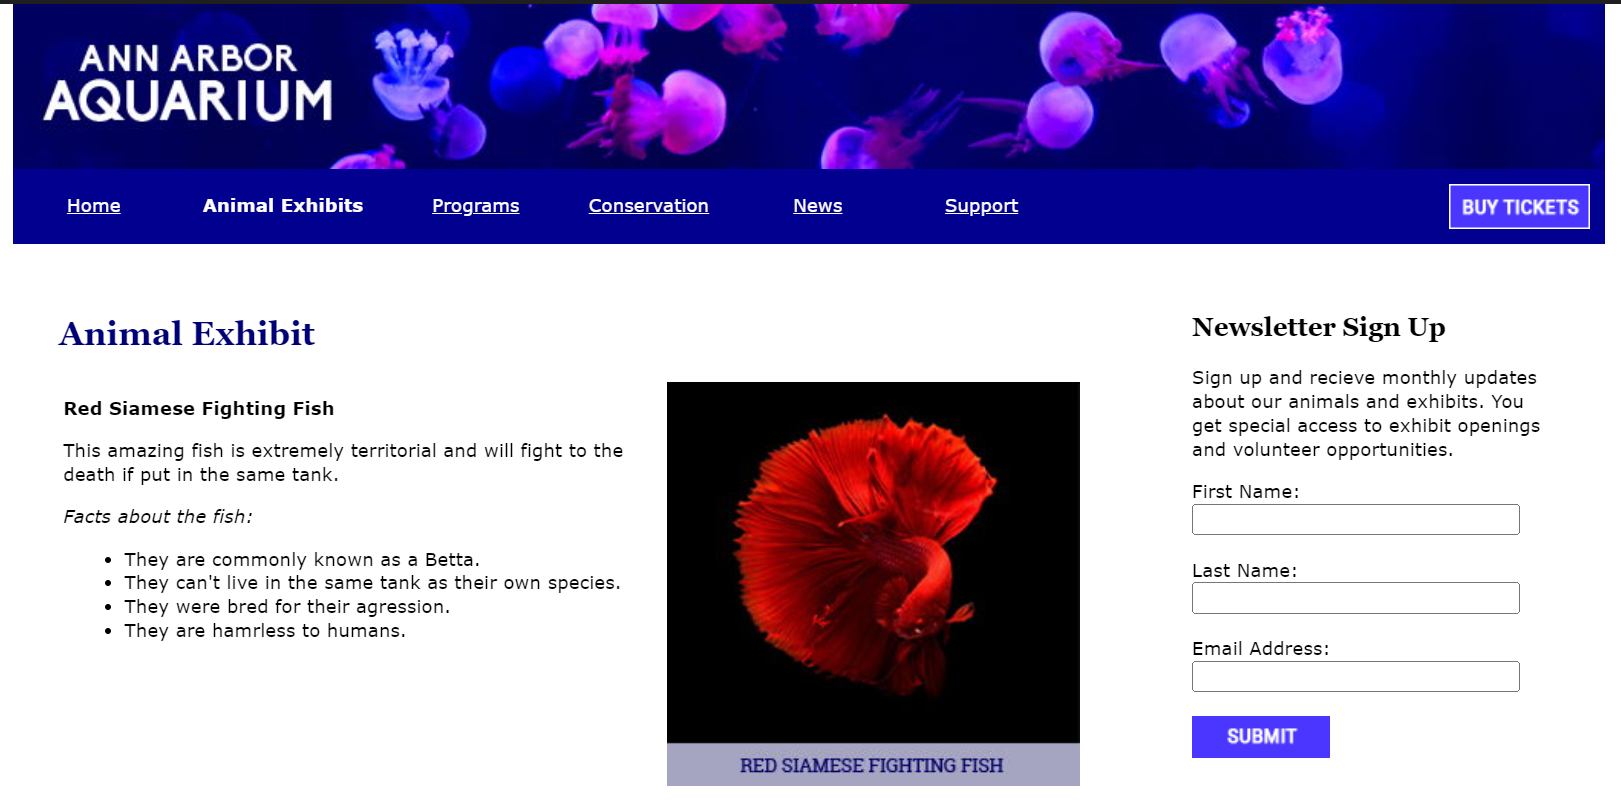 ANN ARBOR
AQUARIUM
Home
Animal Exhibits
Programs
Conservation
News
Support
BUY TICKETS
Animal Exhibit
Red Siamese Fighting Fish
This amazing fish is extremely territorial and will fight to the
death if put in the same tank.
Facts about the fish:
They are commonly known as a Betta.
They can't live in the same tank as their own species.
They were bred for their agression.
They are hamrless to humans.
RED SIAMESE FIGHTING FISH
Newsletter Sign Up
Sign up and recieve monthly updates
about our animals and exhibits. You
get special access to exhibit openings
and volunteer opportunities.
First Name:
Last Name:
Email Address:
SUBMIT